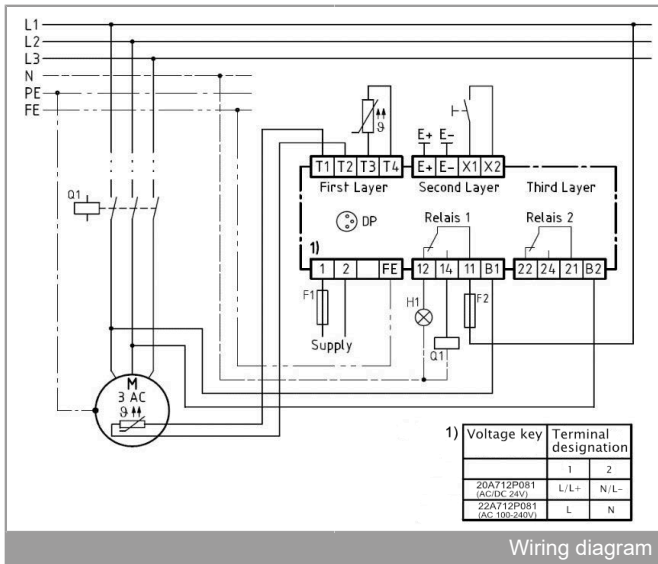 L1
L2
L3
N
PE
FE
ϑ
E+ E-
T1 T2 T3 T4 E+ E- X1 X2
First Layer Second Layer Third Layer
Q1
DP
Relais 1 Relais 2
1)
1 2 FE 12 14 11 B1 22 24 21 B2
F1 H1 F2
Q1
Supply
M
3 AC
ϑ
1) Voltage key Terminal designation
1 2
20A712P081 L/L+ N/L-
(AC/DC 24V)
22A712P081 L N
(AC 100-240V)
Wiring diagram